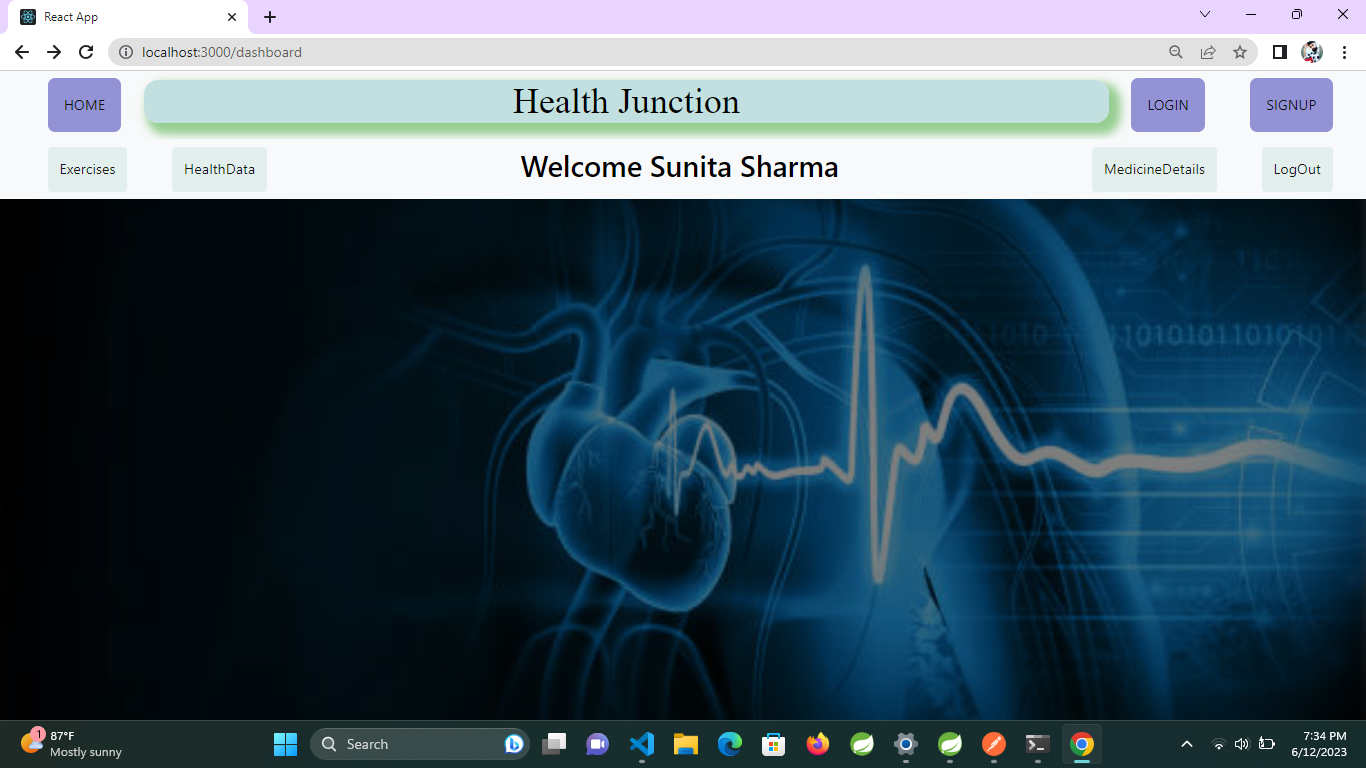 React App
localhost:3000/dashboard
HOME
Health Junction
LOGIN
SIGNUP
Exercises
HealthData
Welcome Sunita Sharma
MedicineDetails
LogOut
1101010110101
1
87°F
Mostly sunny
Search
7:34 PM
6/12/2023